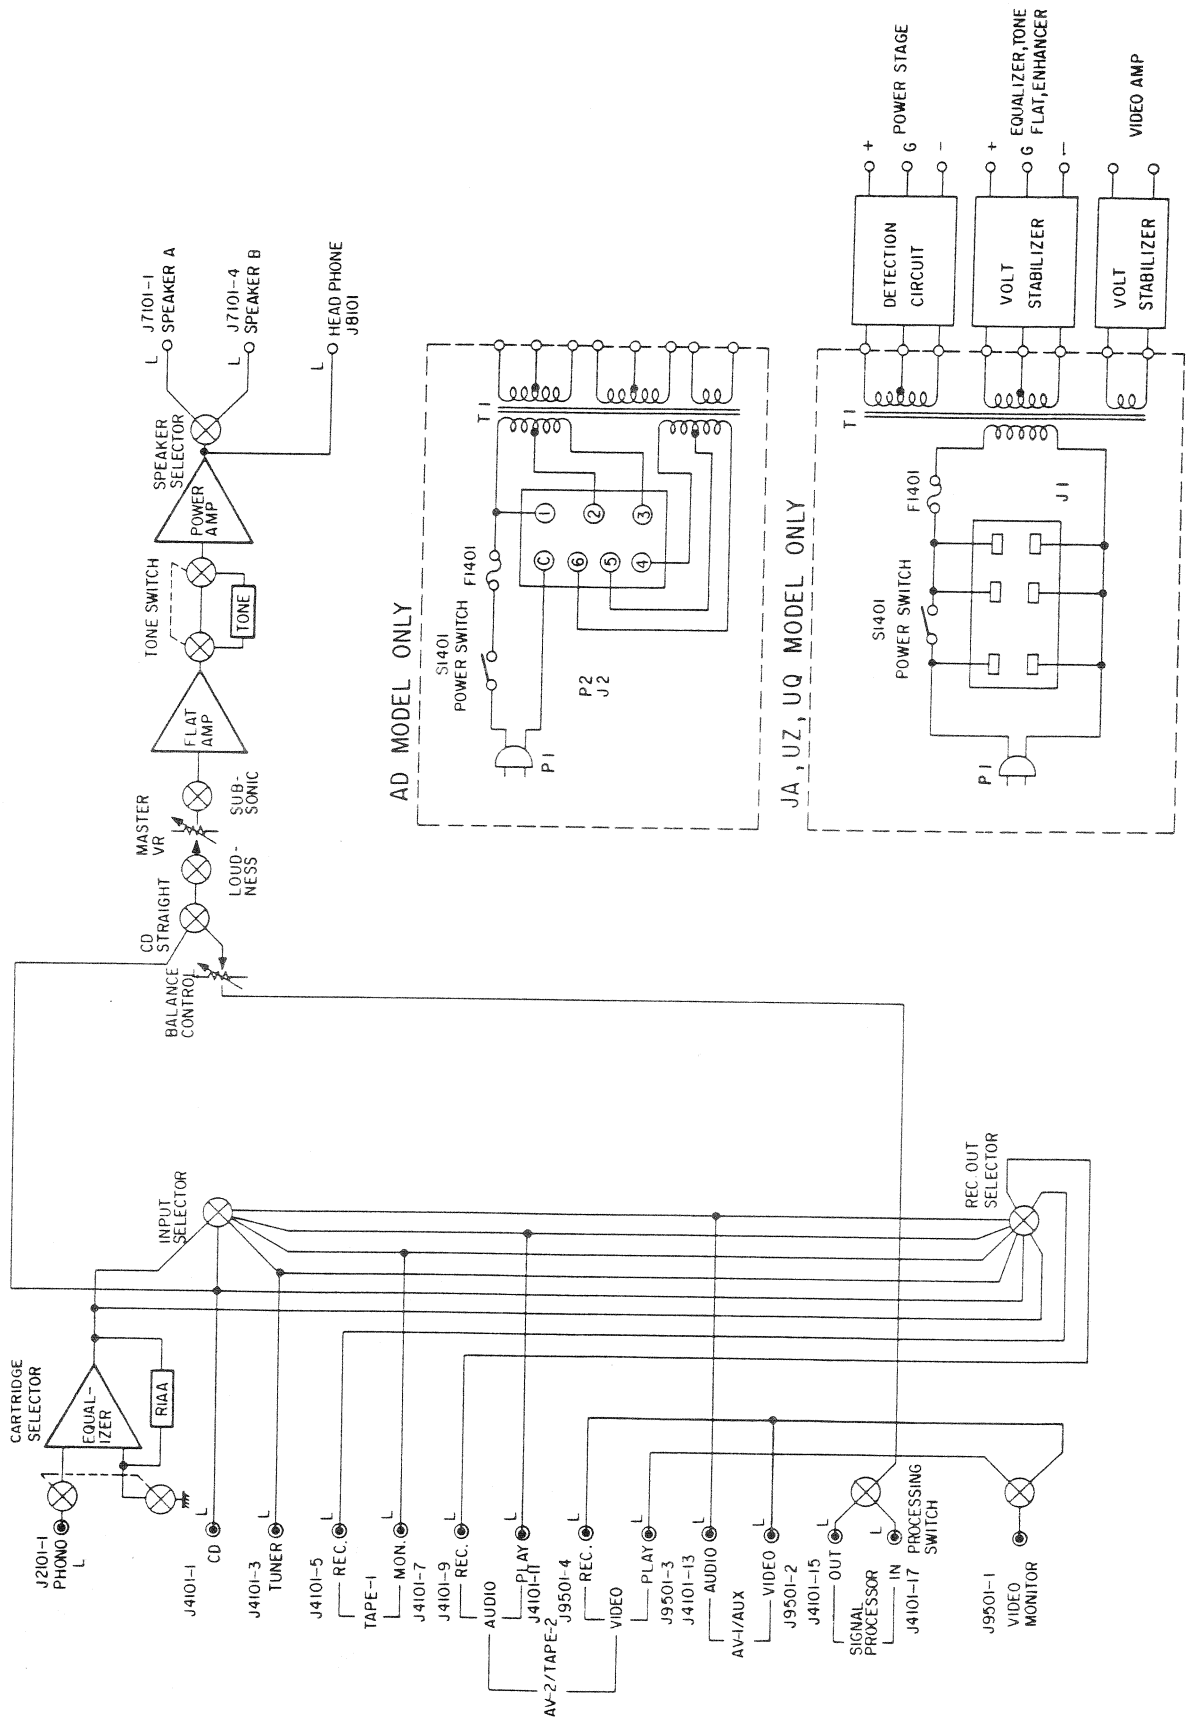 J2101-1
PHONO
L
CARTRIDGE
SELECTOR
EQUAL-
IZER
RIAA
J4101-1
CD
L
J4101-3
TUNER
L
J4101-5
REC.
L
TAPE-1
MON.
L
J4101-7
J4101-9
REC.
L
AUDIO
PLAY
L
J4101-11
AV-2/TAPE-2
J9501-4
REC.
L
VIDEO
PLAY
L
J9501-3
J4101-13
AUDIO
L
AV-1/AUX
VIDEO
L
J9501-2
J4101-15
OUT
L
SIGNAL
PROCESSOR
IN
L
J4101-17
PROCESSING
SWITCH
J9501-1
VIDEO
MONITOR
INPUT
SELECTOR
REC. OUT
SELECTOR
BALANCE
CONTROL
CD
STRAIGHT
LOUD-
NESS
MASTER
VR
SUB-
SONIC
FLAT
AMP
TONE SWITCH
TONE
POWER
AMP
SPEAKER
SELECTOR
L
J7101-1
SPEAKER A
L
J7101-4
SPEAKER B
L
HEAD PHONE
J8101
AD MODEL ONLY
P1
S1401
POWER SWITCH
F1401
P2
J2
C
6
5
4
1
2
3
T1
JA, UZ, UQ MODEL ONLY
P1
S1401
POWER SWITCH
F1401
J1
T1
DETECTION
CIRCUIT
+
G
-
POWER STAGE
VOLT
STABILIZER
+
G
-
EQUALIZER, TONE
FLAT, ENHANCER
VOLT
STABILIZER
VIDEO AMP